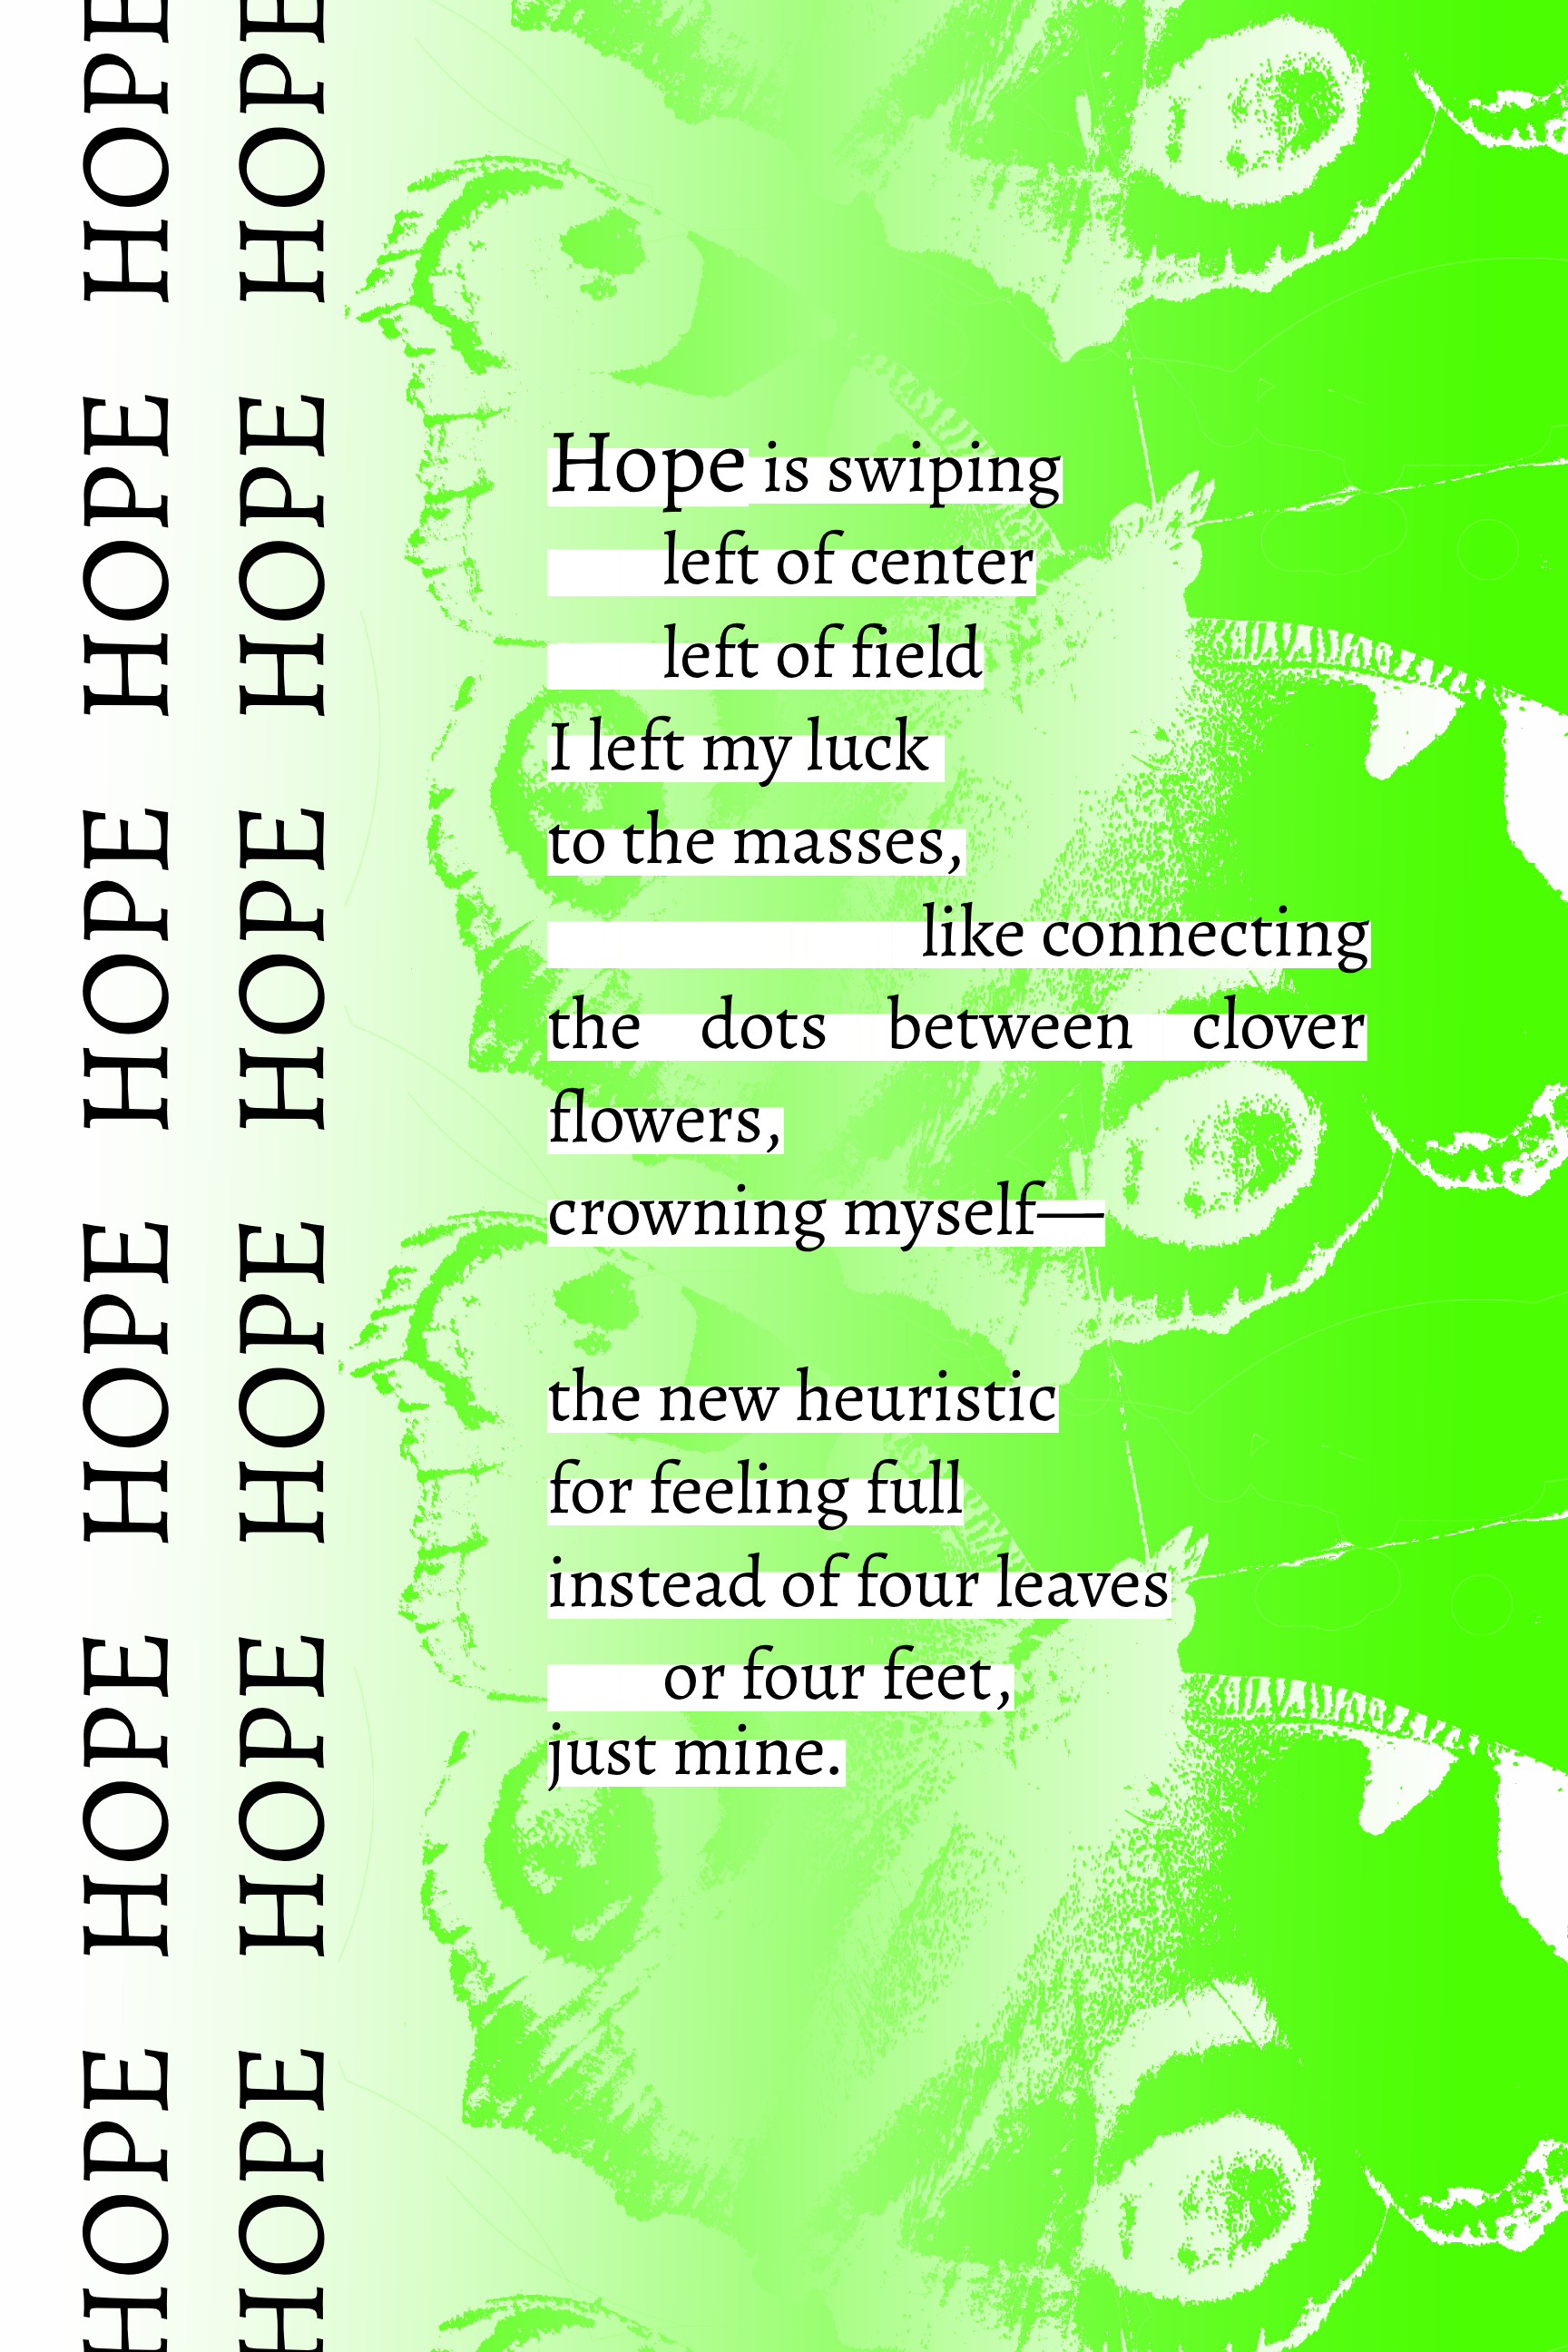 HOPE HOPE HOPE HOPE HOPE HOPE
HOPE HOPE HOPE HOPE HOPE HOPE
Hope is swiping
left of center
left of field
I left my luck
to the masses,
like connecting
the dots between clover
flowers,
crowning myself—
the new heuristic
for feeling full
instead of four leaves
or four feet,
just mine.